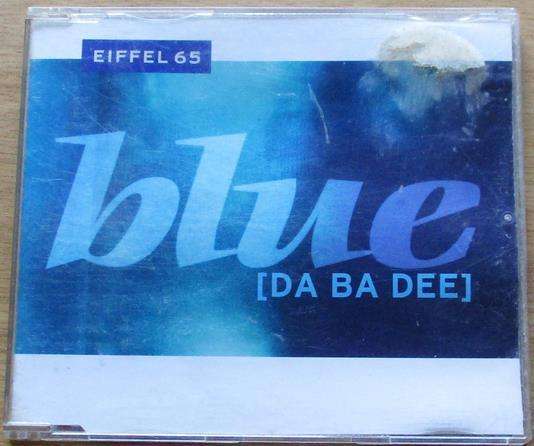 EIFFEL 65
blue
[DA BA DEE]